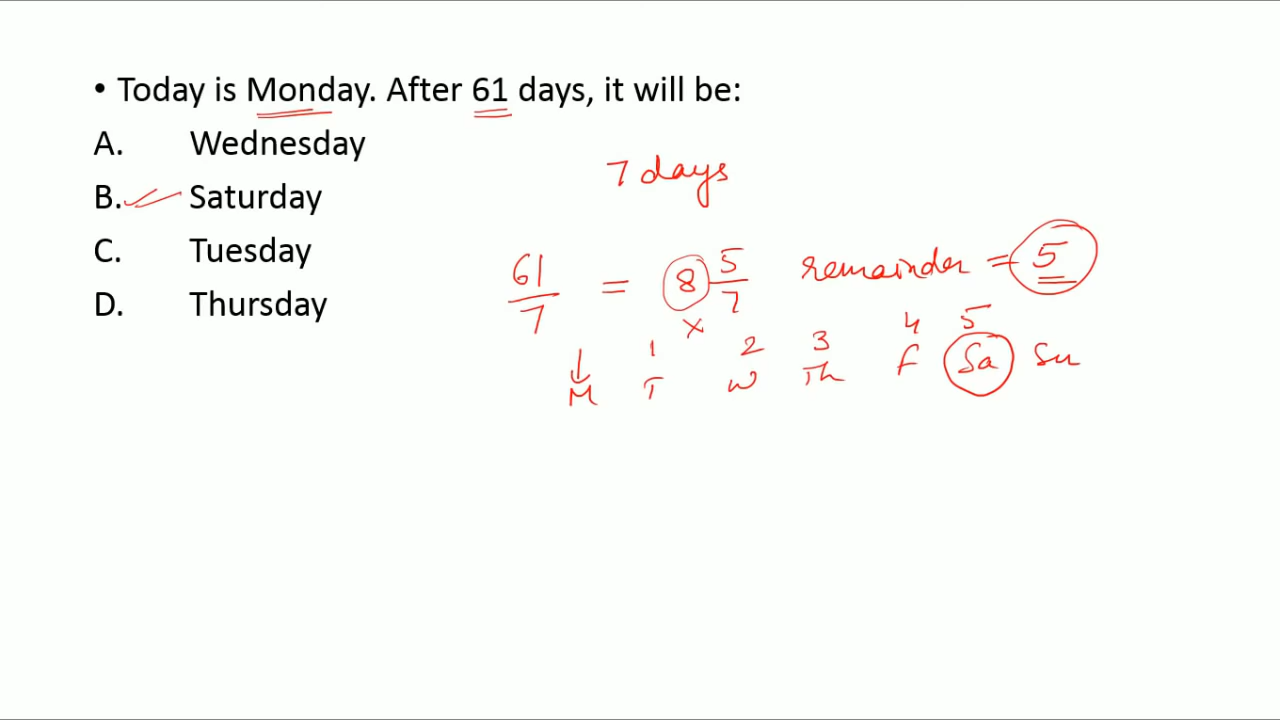 • Today is Monday. After 61 days, it will be:
A. Wednesday
B. Saturday
C. Tuesday
D. Thursday
7 days
61/7 = 8 5/7 remainder = 5
x
1 2 3 4 5
M T W Th F Sa Su